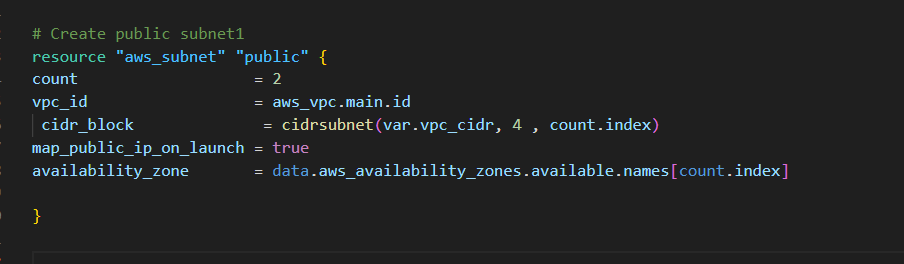 # Create public subnet1
resource "aws_subnet" "public" {
count = 2
vpc_id = aws_vpc.main.id
cidr_block = cidrsubnet(var.vpc_cidr, 4 , count.index)
map_public_ip_on_launch = true
availability_zone = data.aws_availability_zones.available.names[count.index]
}